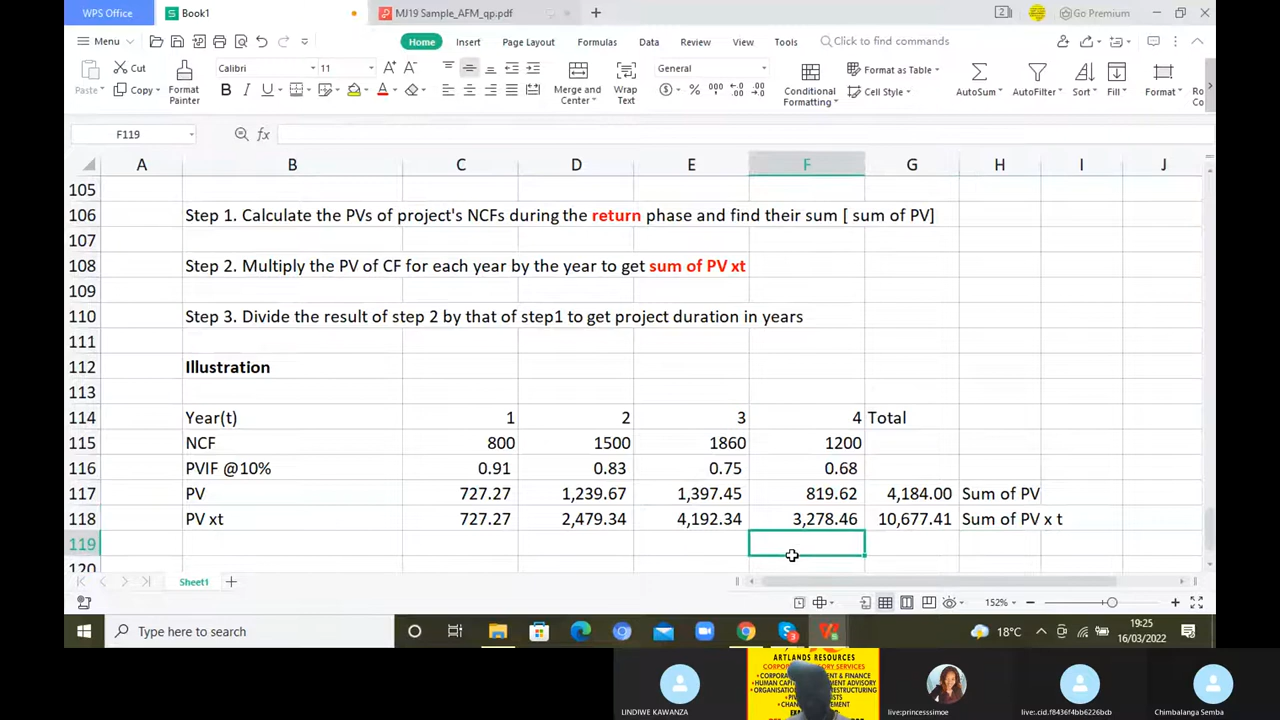 WPS Office
Book1
MJ19 Sample_AFM_qp.pdf
Go Premium
Menu
Home
Insert
Page Layout
Formulas
Data
Review
View
Tools
Click to find commands
Paste
Cut
Copy
Format Painter
Calibri
11
Merge and Center
Wrap Text
General
Conditional Formatting
Format as Table
Cell Style
AutoSum
AutoFilter
Sort
Fill
Format
F119
fx
A B C D E F G H I J
105
106 Step 1. Calculate the PVs of project's NCFs during the return phase and find their sum [ sum of PV]
107
108 Step 2. Multiply the PV of CF for each year by the year to get sum of PV xt
109
110 Step 3. Divide the result of step 2 by that of step1 to get project duration in years
111
112 Illustration
113
114 Year(t) 1 2 3 4 Total
115 NCF 800 1500 1860 1200
116 PVIF @10% 0.91 0.83 0.75 0.68
117 PV 727.27 1,239.67 1,397.45 819.62 4,184.00 Sum of PV
118 PV xt 727.27 2,479.34 4,192.34 3,278.46 10,677.41 Sum of PV x t
119
120
Sheet1
152%
Type here to search
18°C
19:25
16/03/2022
LINDIWE KAWANZA
ARTLANDS RESOURCES
live:princesssimoe
live:.cid.f8436f4bb6226bcb
Chimbalanga Semba